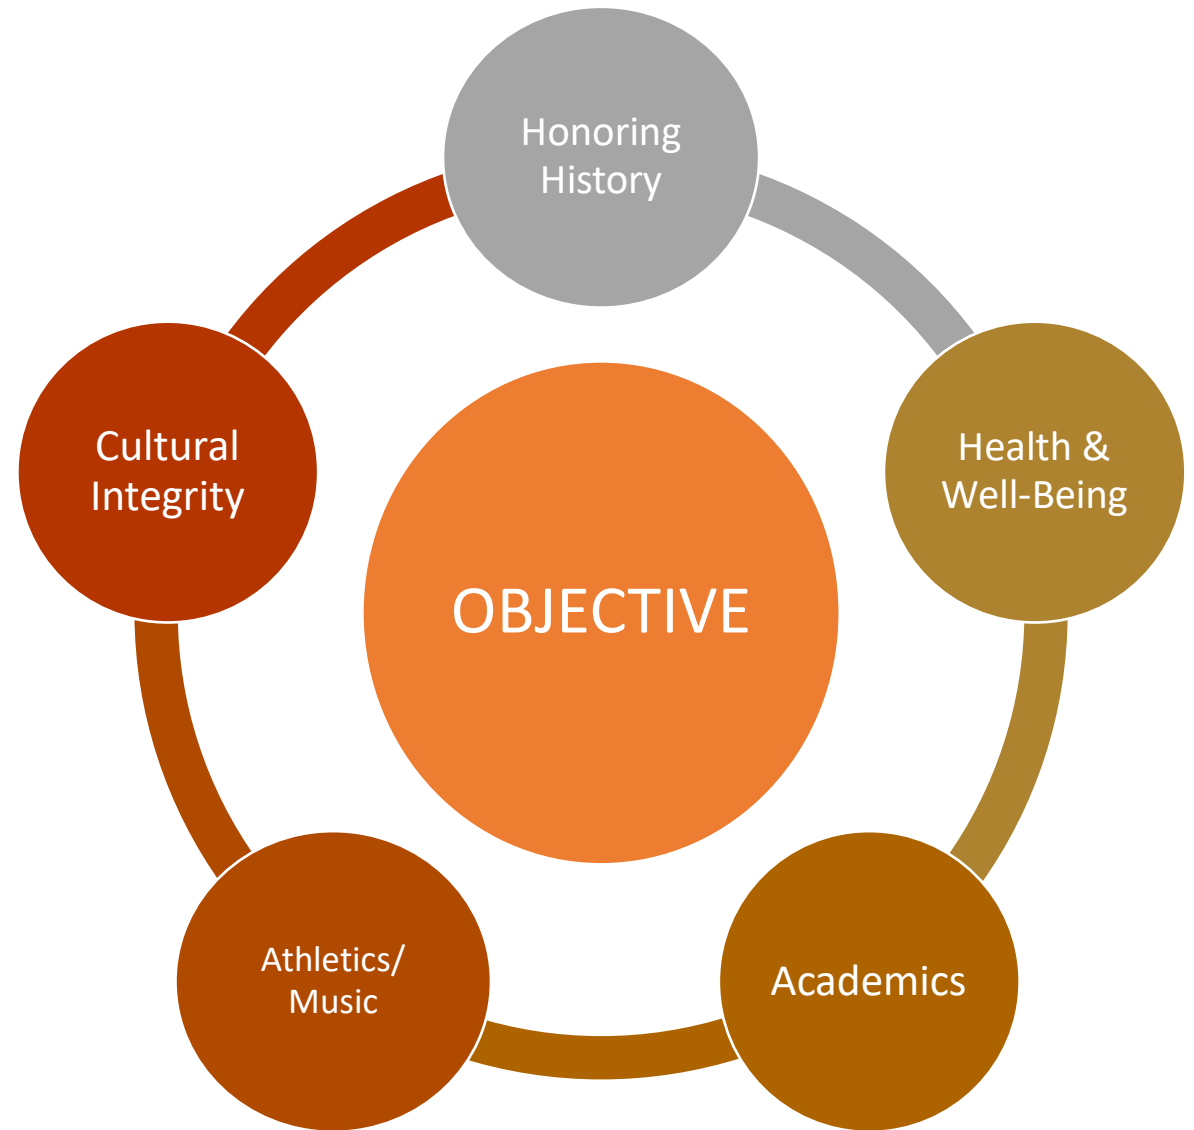 Honoring
History
Cultural
Integrity
Health &
Well-Being
OBJECTIVE
Athletics/
Music
Academics